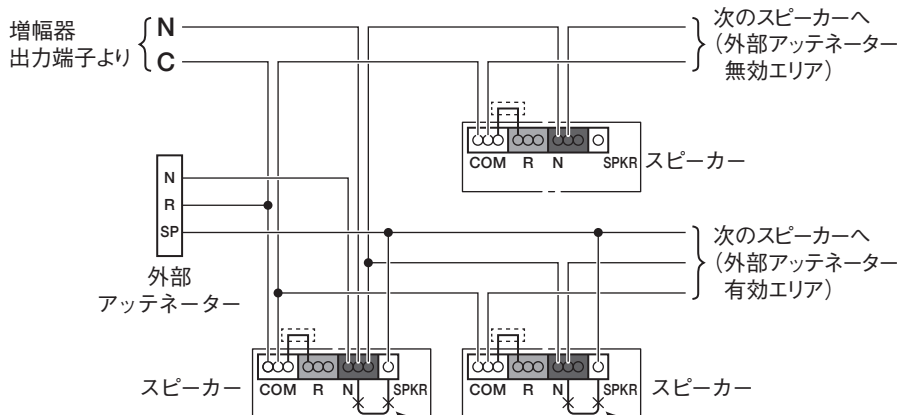 増幅器
出力端子より
N
C
次のスピーカーへ
(外部アッテネーター
無効エリア)
COM R N SPKR
スピーカー
N
R
SP
外部
アッテネーター
次のスピーカーへ
(外部アッテネーター
有効エリア)
スピーカー
COM R N SPKR
COM R N SPKR
スピーカー